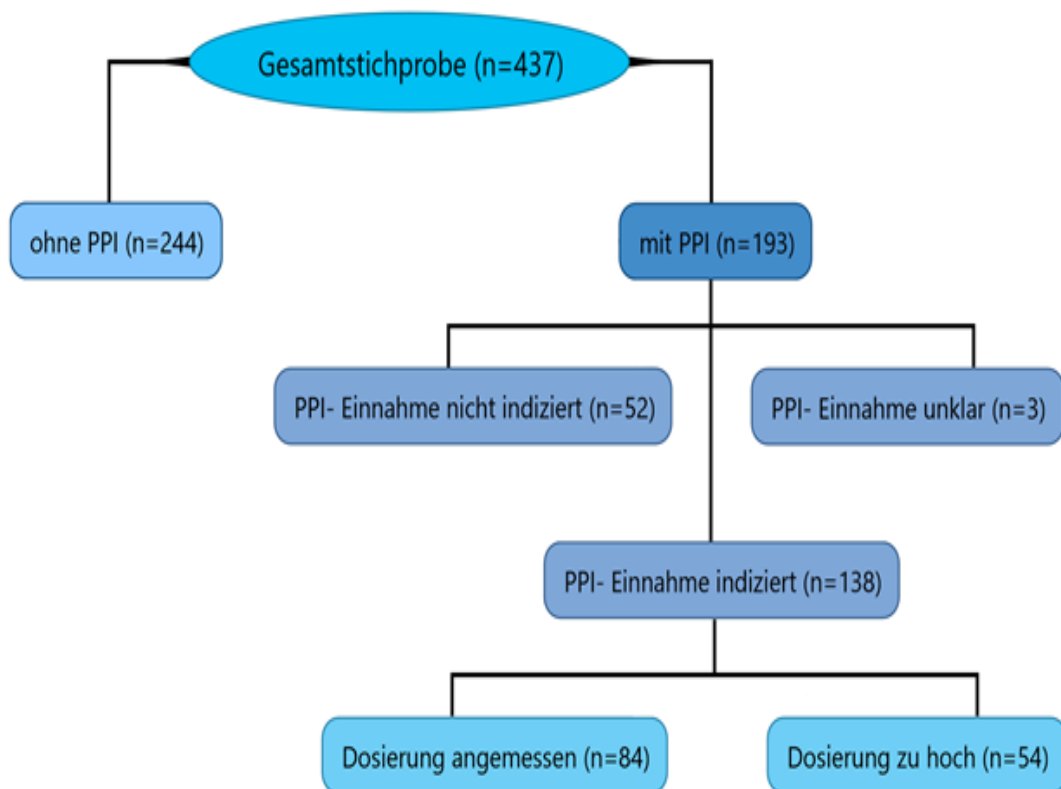 Gesamtstichprobe (n=437)
ohne PPI (n=244)
mit PPI (n=193)
PPI- Einnahme nicht indiziert (n=52)
PPI- Einnahme unklar (n=3)
PPI- Einnahme indiziert (n=138)
Dosierung angemessen (n=84)
Dosierung zu hoch (n=54)